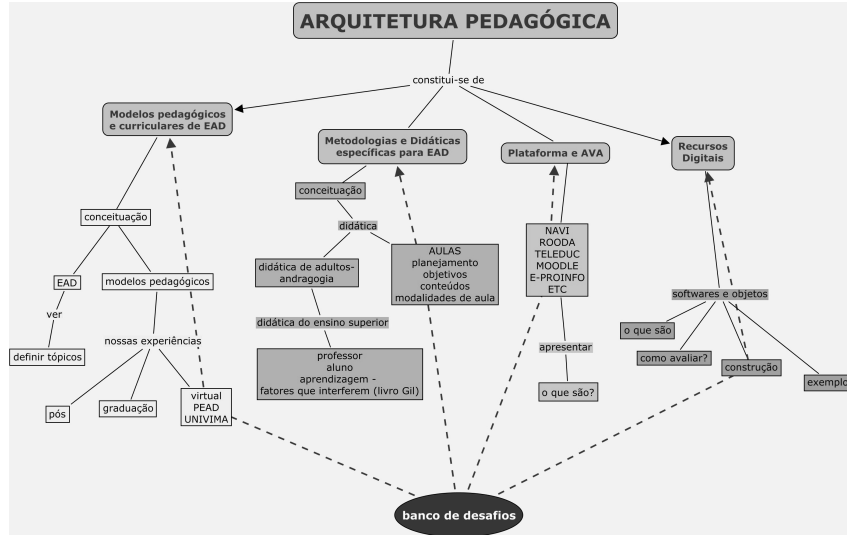 ARQUITETURA PEDAGÓGICA
constitui-se de
Modelos pedagógicos
e curriculares de EAD
Metodologias e Didáticas
específicas para EAD
Plataforma e AVA
Recursos
Digitais
conceituação
EAD
ver
definir tópicos
modelos pedagógicos
nossas experiências
pós
graduação
virtual
PEAD
UNIVIMA
conceituação
didática
didática de adultos-
andragogia
didática do ensino superior
professor
aluno
aprendizagem -
fatores que interferem (livro Gil)
AULAS
planejamento
objetivos
conteúdos
modalidades de aula
NAVI
ROODA
TELEDUC
MOODLE
E-PROINFO
ETC
apresentar
o que são?
softwares e objetos
o que são
como avaliar?
construção
exemplo
banco de desafios